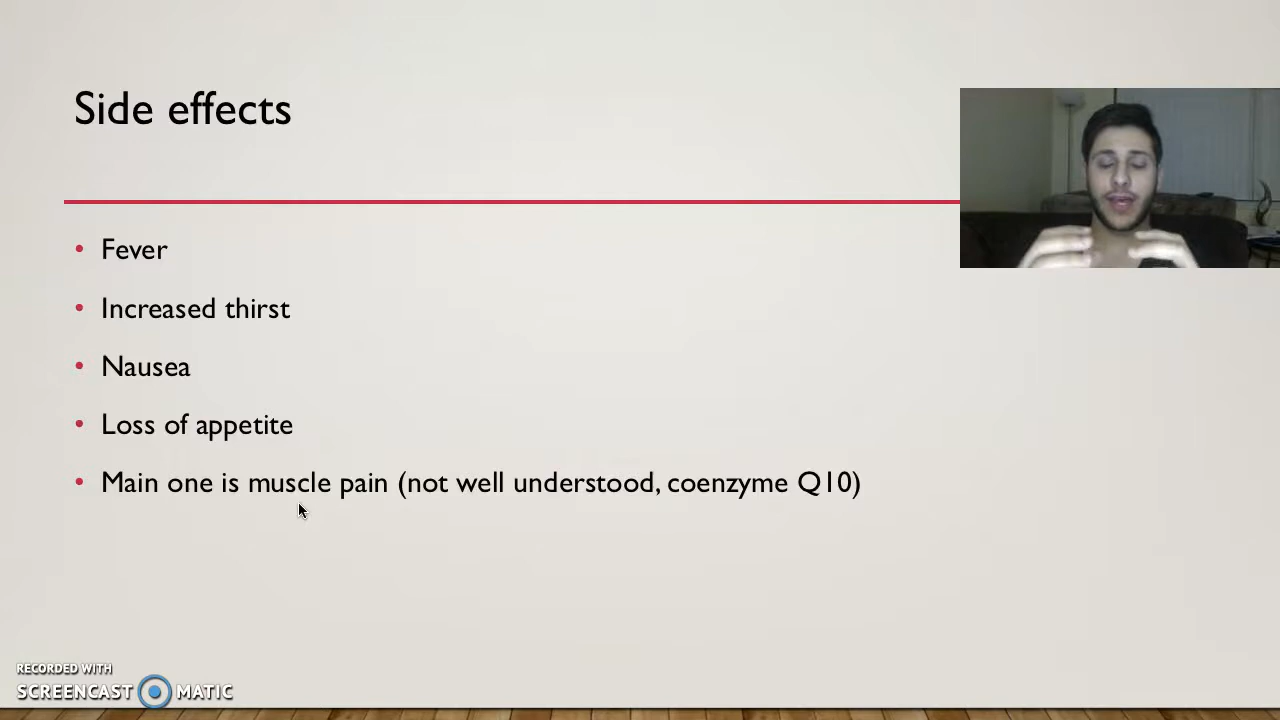 Side effects
• Fever
• Increased thirst
• Nausea
• Loss of appetite
• Main one is muscle pain (not well understood, coenzyme Q10)
RECORDED WITH
SCREENCAST MATIC